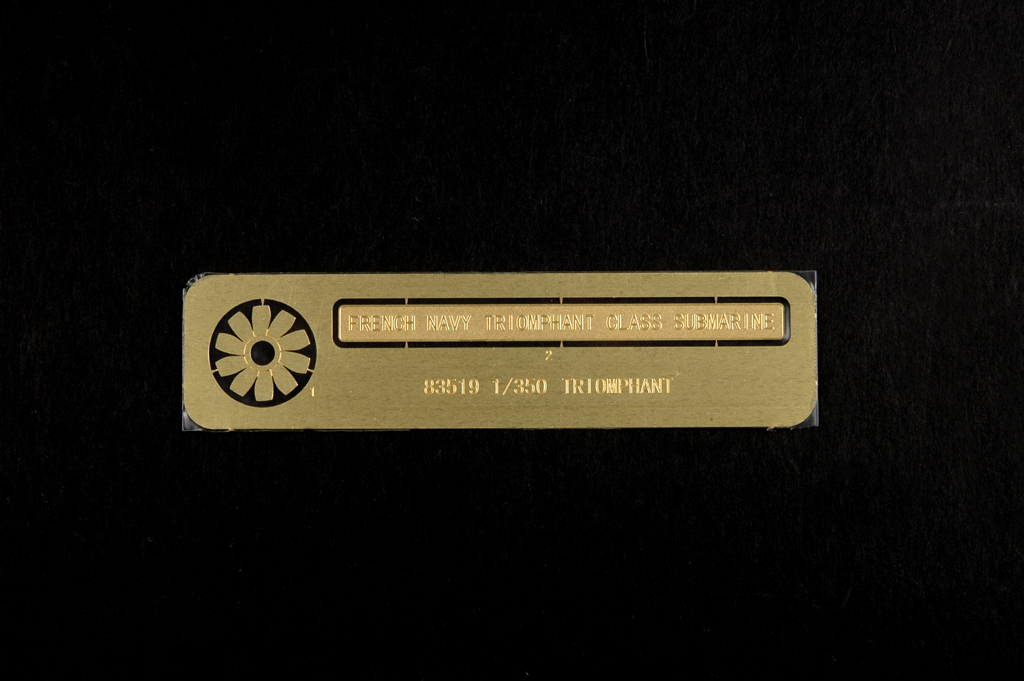 FRENCH NAVY TRIOMPHANT CLASS SUBMARINE
2
1
83519 1/350 TRIOMPHANT